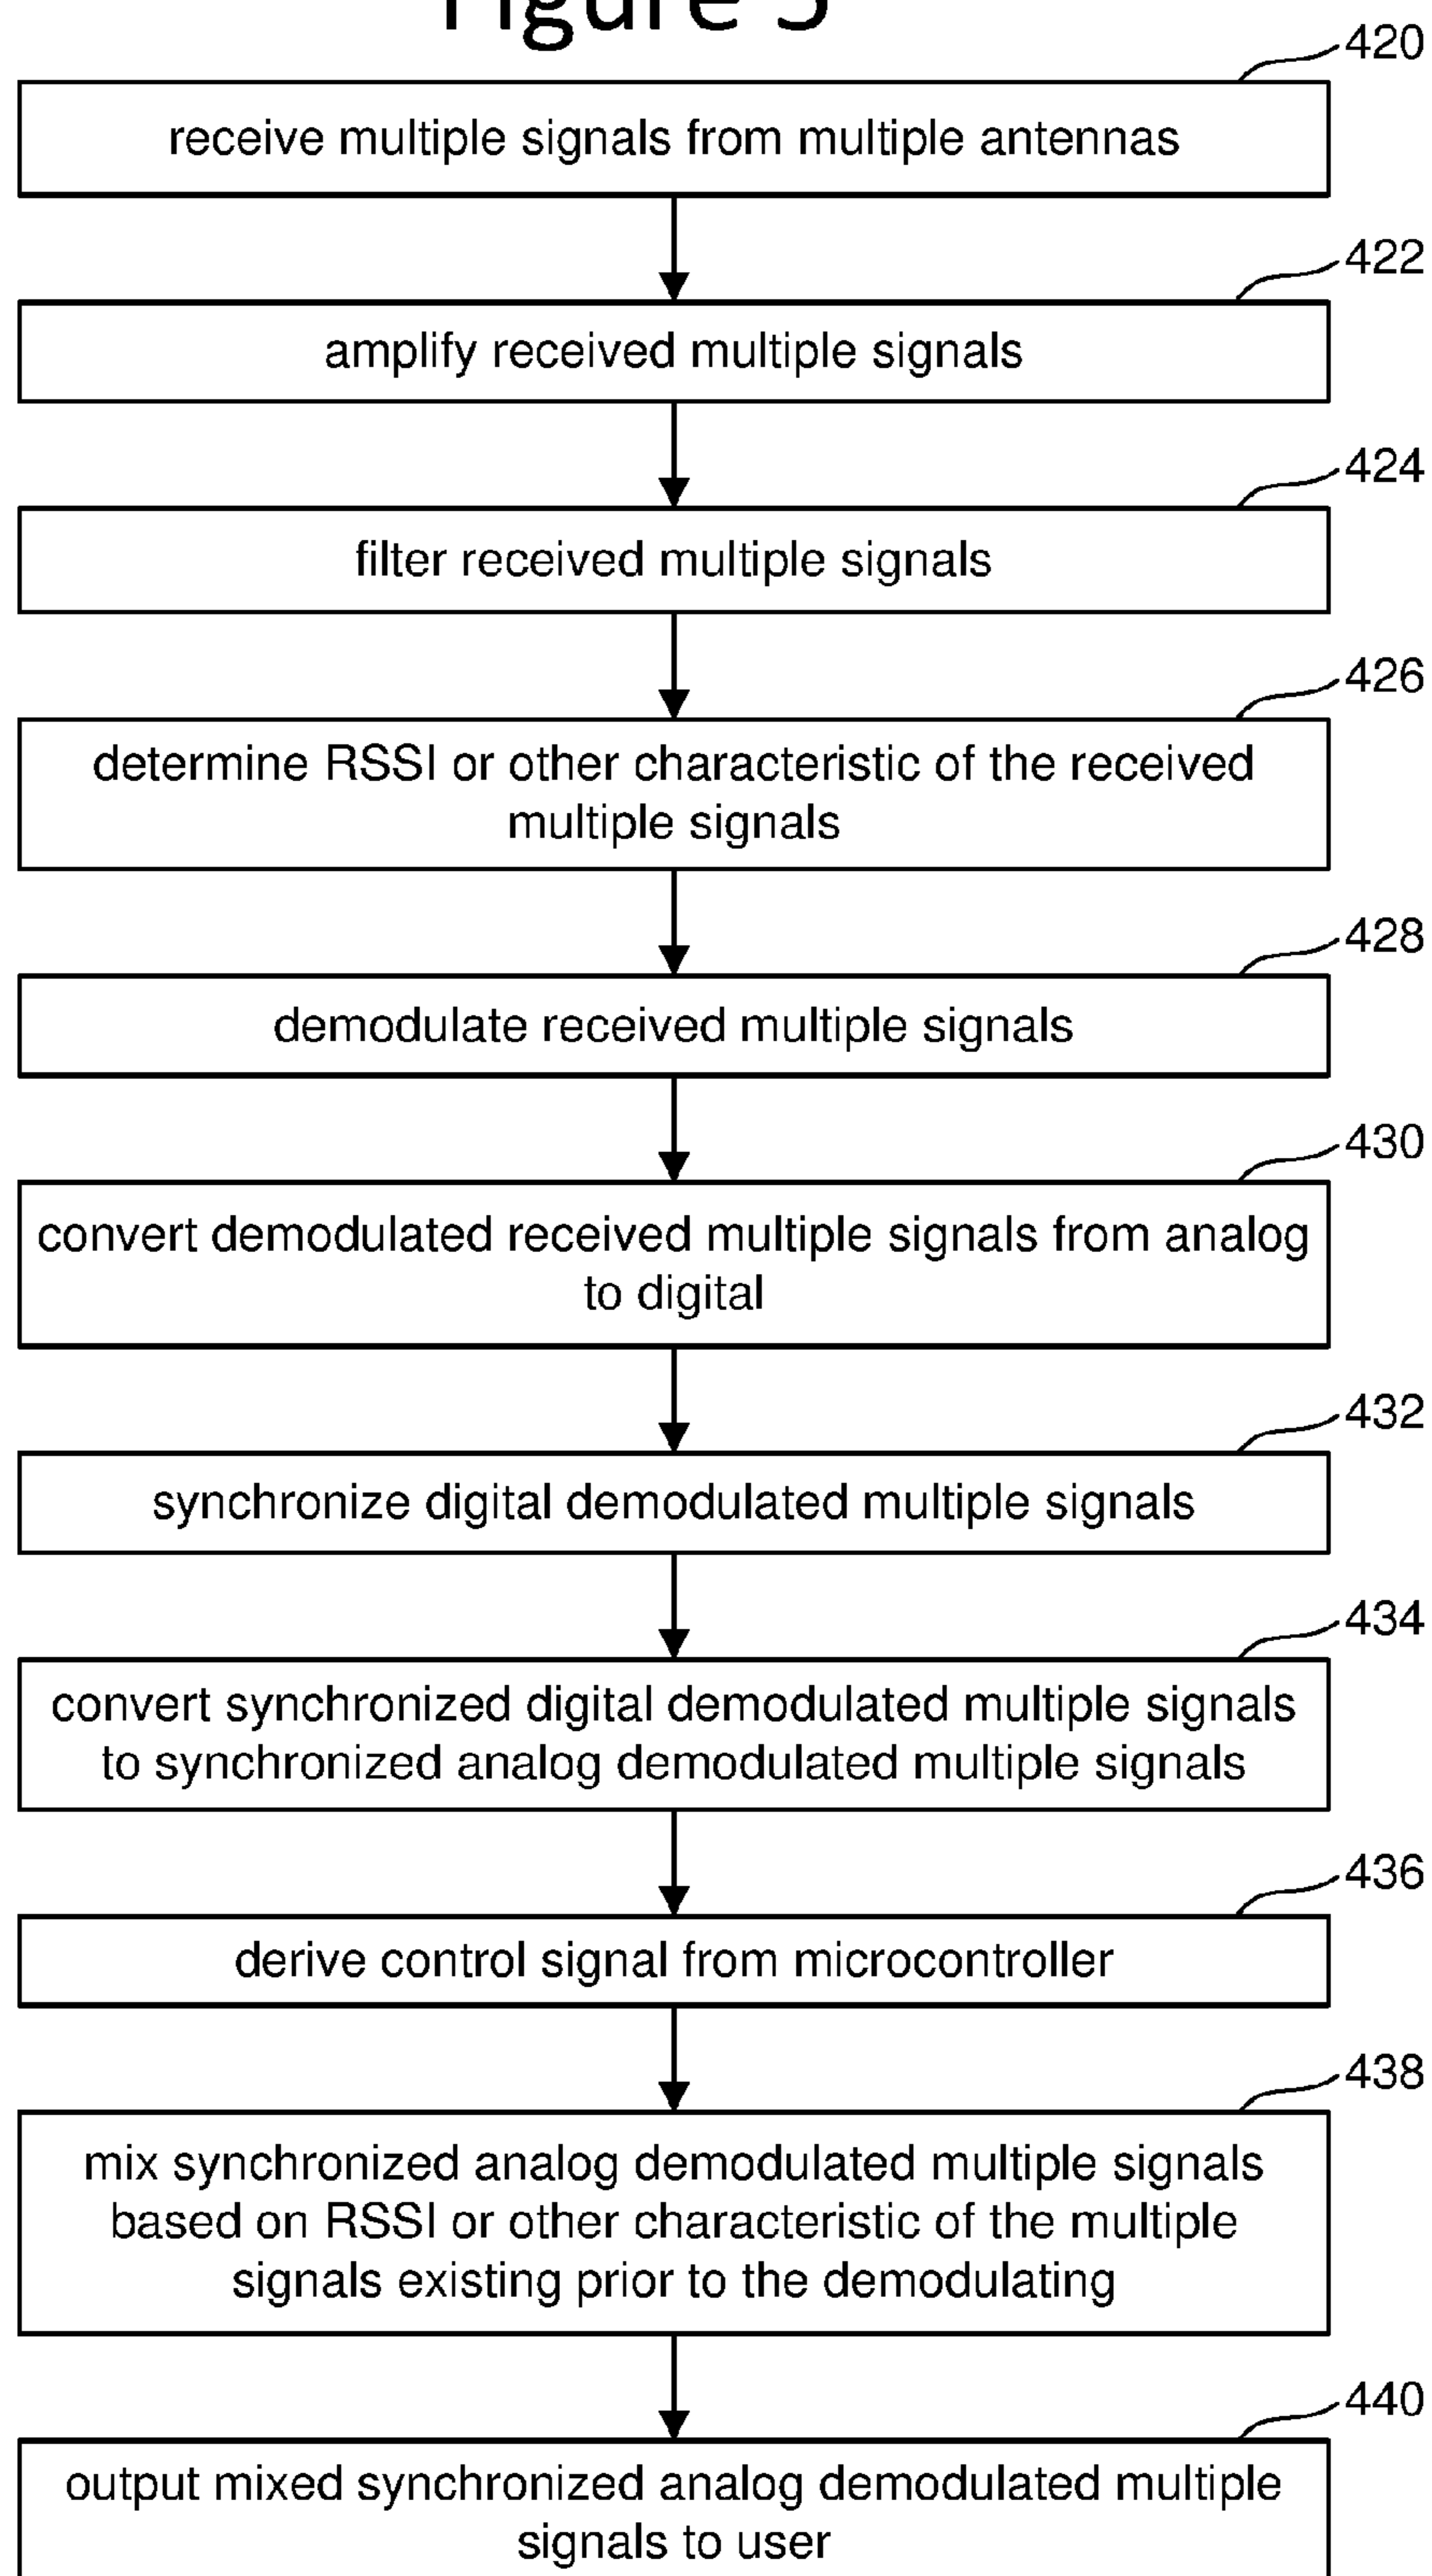 Figure 5
420
receive multiple signals from multiple antennas
422
amplify received multiple signals
424
filter received multiple signals
426
determine RSSI or other characteristic of the received
multiple signals
428
demodulate received multiple signals
430
convert demodulated received multiple signals from analog
to digital
432
synchronize digital demodulated multiple signals
434
convert synchronized digital demodulated multiple signals
to synchronized analog demodulated multiple signals
436
derive control signal from microcontroller
438
mix synchronized analog demodulated multiple signals
based on RSSI or other characteristic of the multiple
signals existing prior to the demodulating
440
output mixed synchronized analog demodulated multiple
signals to user